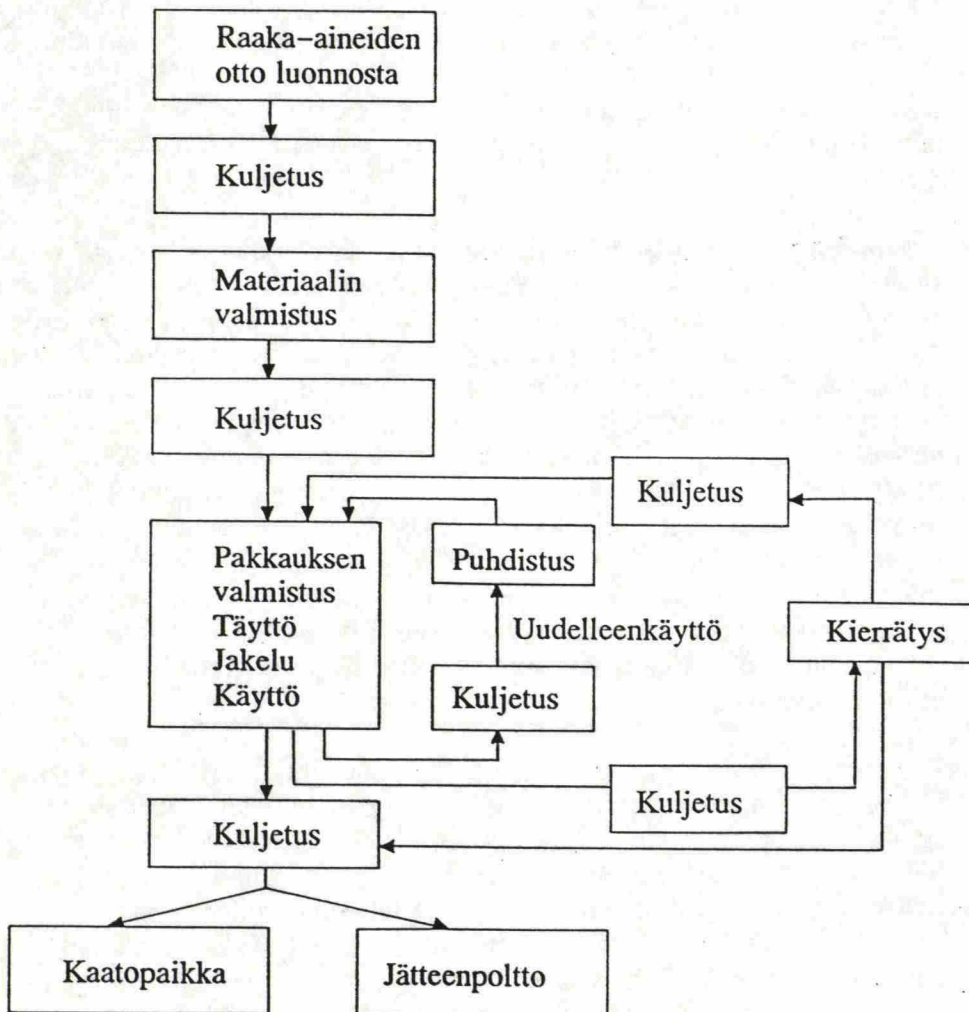 Raaka-aineiden
otto luonnosta
Kuljetus
Materiaalin
valmistus
Kuljetus
Kuljetus
Pakkauksen
valmistus
Täyttö
Jakelu
Käyttö
Puhdistus
Uudelleenkäyttö
Kierrätys
Kuljetus
Kuljetus
Kuljetus
Kaatopaikka
Jätteenpoltto